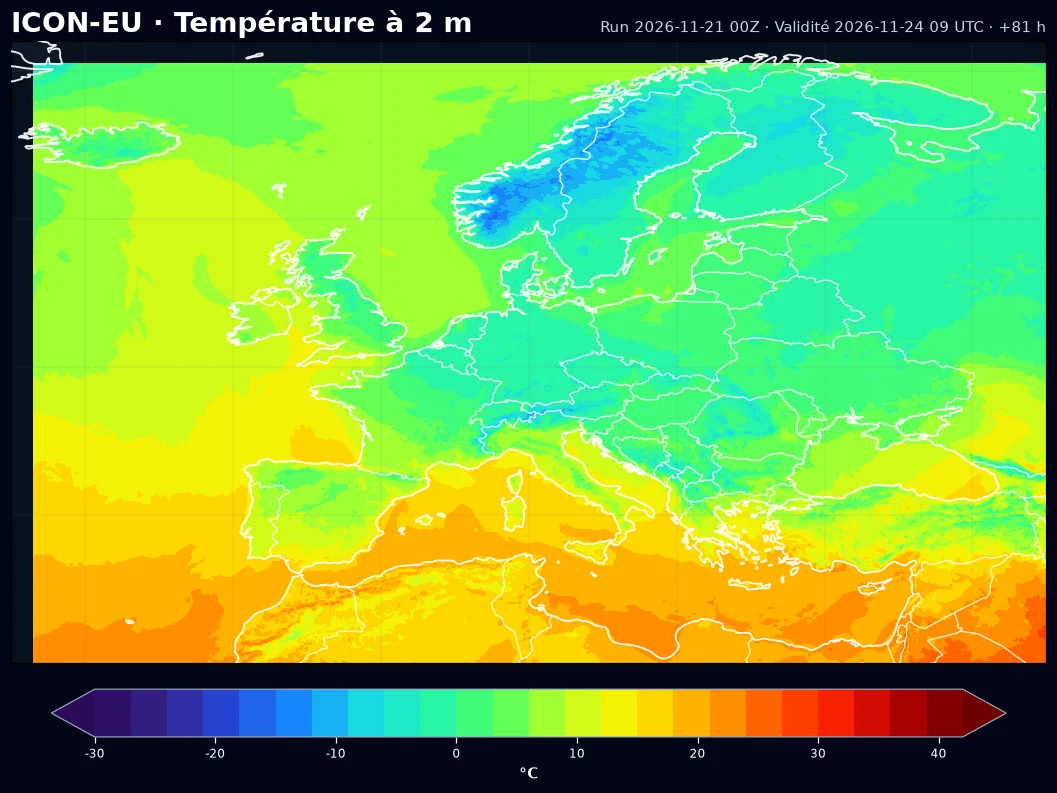 ICON-EU · Température à 2 m
Run 2026-11-21 00Z · Validité 2026-11-24 09 UTC · +81 h
-30 -20 -10 0 10 20 30 40
°C